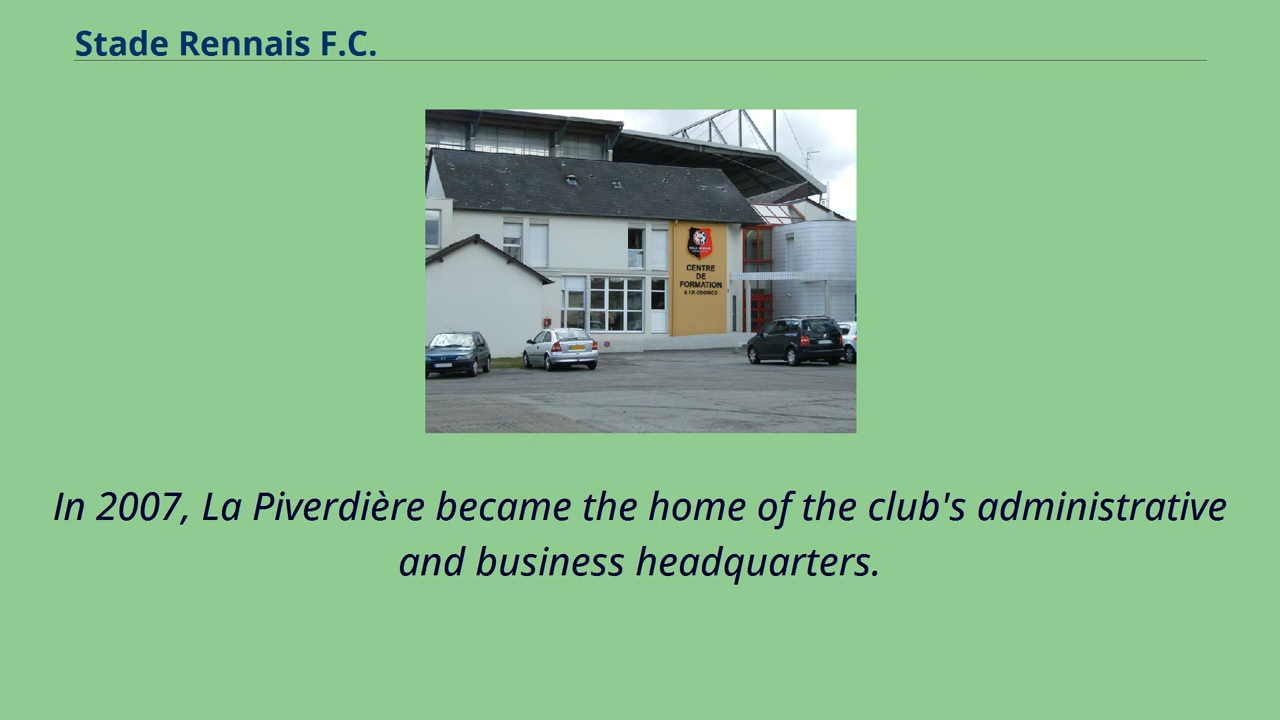 Stade Rennais F.C.
CENTRE
DE
FORMATION
In 2007, La Piverdière became the home of the club's administrative
and business headquarters.